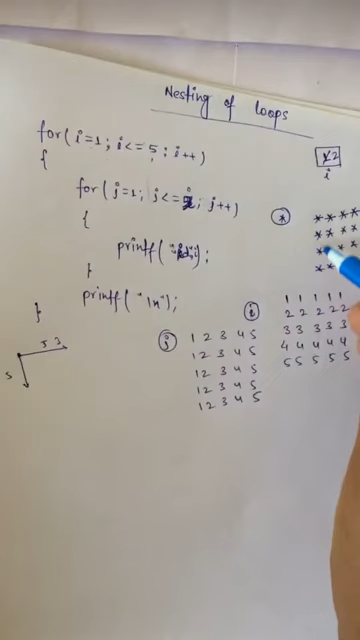 Nesting of loops
for(i=1; i<=5; i++)
{
for(j=1; j<=i; j++)
{
printf(" ");
}
printf("\n");
}
2
i
*
****
****
****
**
5 3
5
j
1 2 3 4 5
1 2 3 4 5
1 2 3 4 5
1 2 3 4 5
1 2 3 4 5
i
1 1 1 1 1
2 2 2 2 2
3 3 3 3 3
4 4 4 4 4
5 5 5 5 5